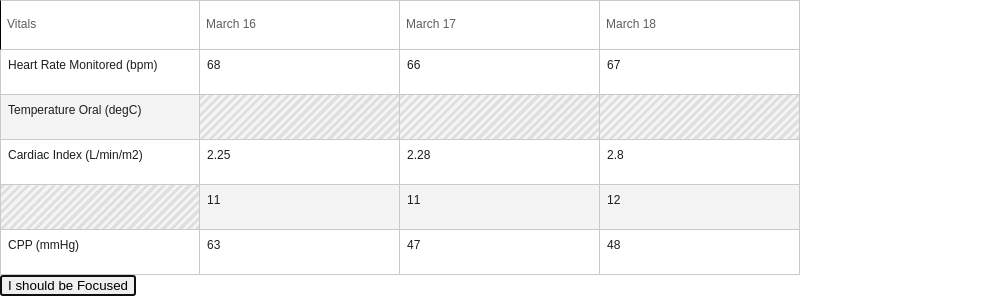 Vitals March 16 March 17 March 18
Heart Rate Monitored (bpm) 68 66 67
Temperature Oral (degC)
Cardiac Index (L/min/m2) 2.25 2.28 2.8
11 11 12
CPP (mmHg) 63 47 48
I should be Focused